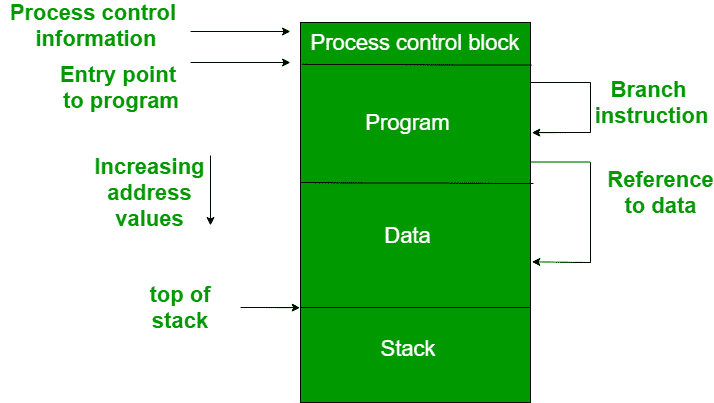 Process control
information
Process control block
Entry point
to program
Program
Branch
instruction
Increasing
address
values
Reference
to data
Data
top of
stack
Stack